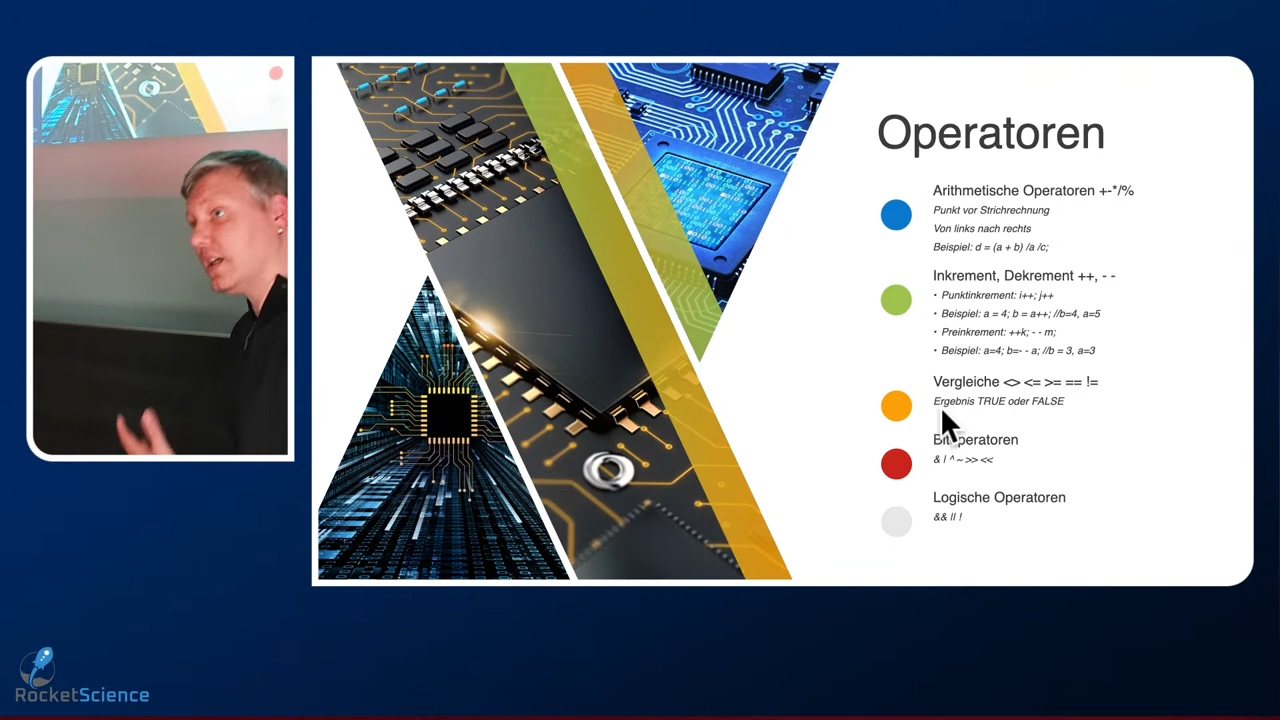 Operatoren
Arithmetische Operatoren +-*/%
Punkt vor Strichrechnung
Von links nach rechts
Beispiel: d = (a + b) /a /c;
Inkrement, Dekrement ++, - -
• Punktinkrement: i++; j++
• Beispiel: a = 4; b = a++; //b=4, a=5
• Preinkrement: ++k; - - m;
• Beispiel: a=4; b=- - a; //b = 3, a=3
Vergleiche <> <= >= == !=
Ergebnis TRUE oder FALSE
Bitoperatoren
& | ^ ~ >> <<
Logische Operatoren
&& || !
RocketScience